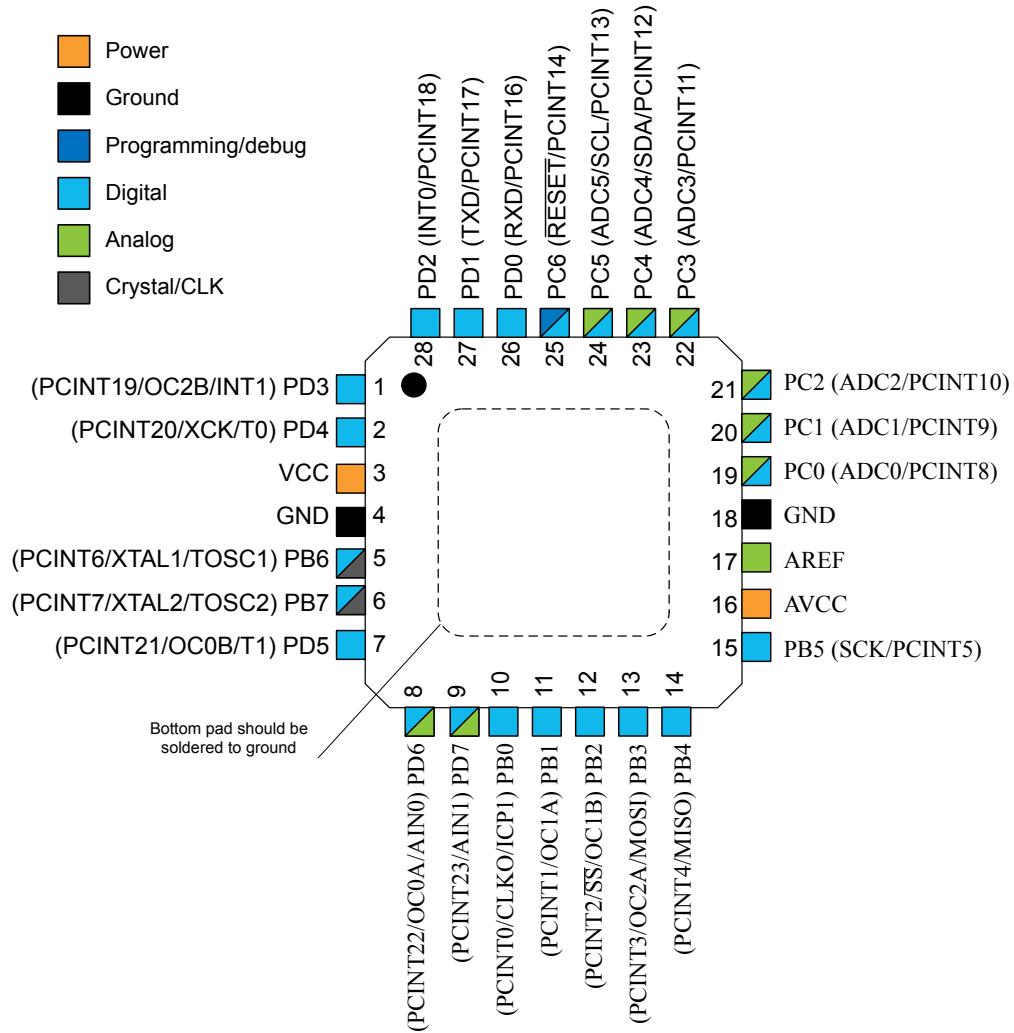 Power
Ground
Programming/debug
Digital
Analog
Crystal/CLK
PD2 (INT0/PCINT18)
PD1 (TXD/PCINT17)
PD0 (RXD/PCINT16)
PC6 (R̅E̅S̅E̅T̅/PCINT14)
PC5 (ADC5/SCL/PCINT13)
PC4 (ADC4/SDA/PCINT12)
PC3 (ADC3/PCINT11)
28
27
26
25
24
23
22
(PCINT19/OC2B/INT1) PD3
1
(PCINT20/XCK/T0) PD4
2
VCC
3
GND
4
(PCINT6/XTAL1/TOSC1) PB6
5
(PCINT7/XTAL2/TOSC2) PB7
6
(PCINT21/OC0B/T1) PD5
7
21
PC2 (ADC2/PCINT10)
20
PC1 (ADC1/PCINT9)
19
PC0 (ADC0/PCINT8)
18
GND
17
AREF
16
AVCC
15
PB5 (SCK/PCINT5)
8
9
10
11
12
13
14
Bottom pad should be
soldered to ground
(PCINT22/OC0A/AIN0) PD6
(PCINT23/AIN1) PD7
(PCINT0/CLKO/ICP1) PB0
(PCINT1/OC1A) PB1
(PCINT2/S̅S̅/OC1B) PB2
(PCINT3/OC2A/MOSI) PB3
(PCINT4/MISO) PB4